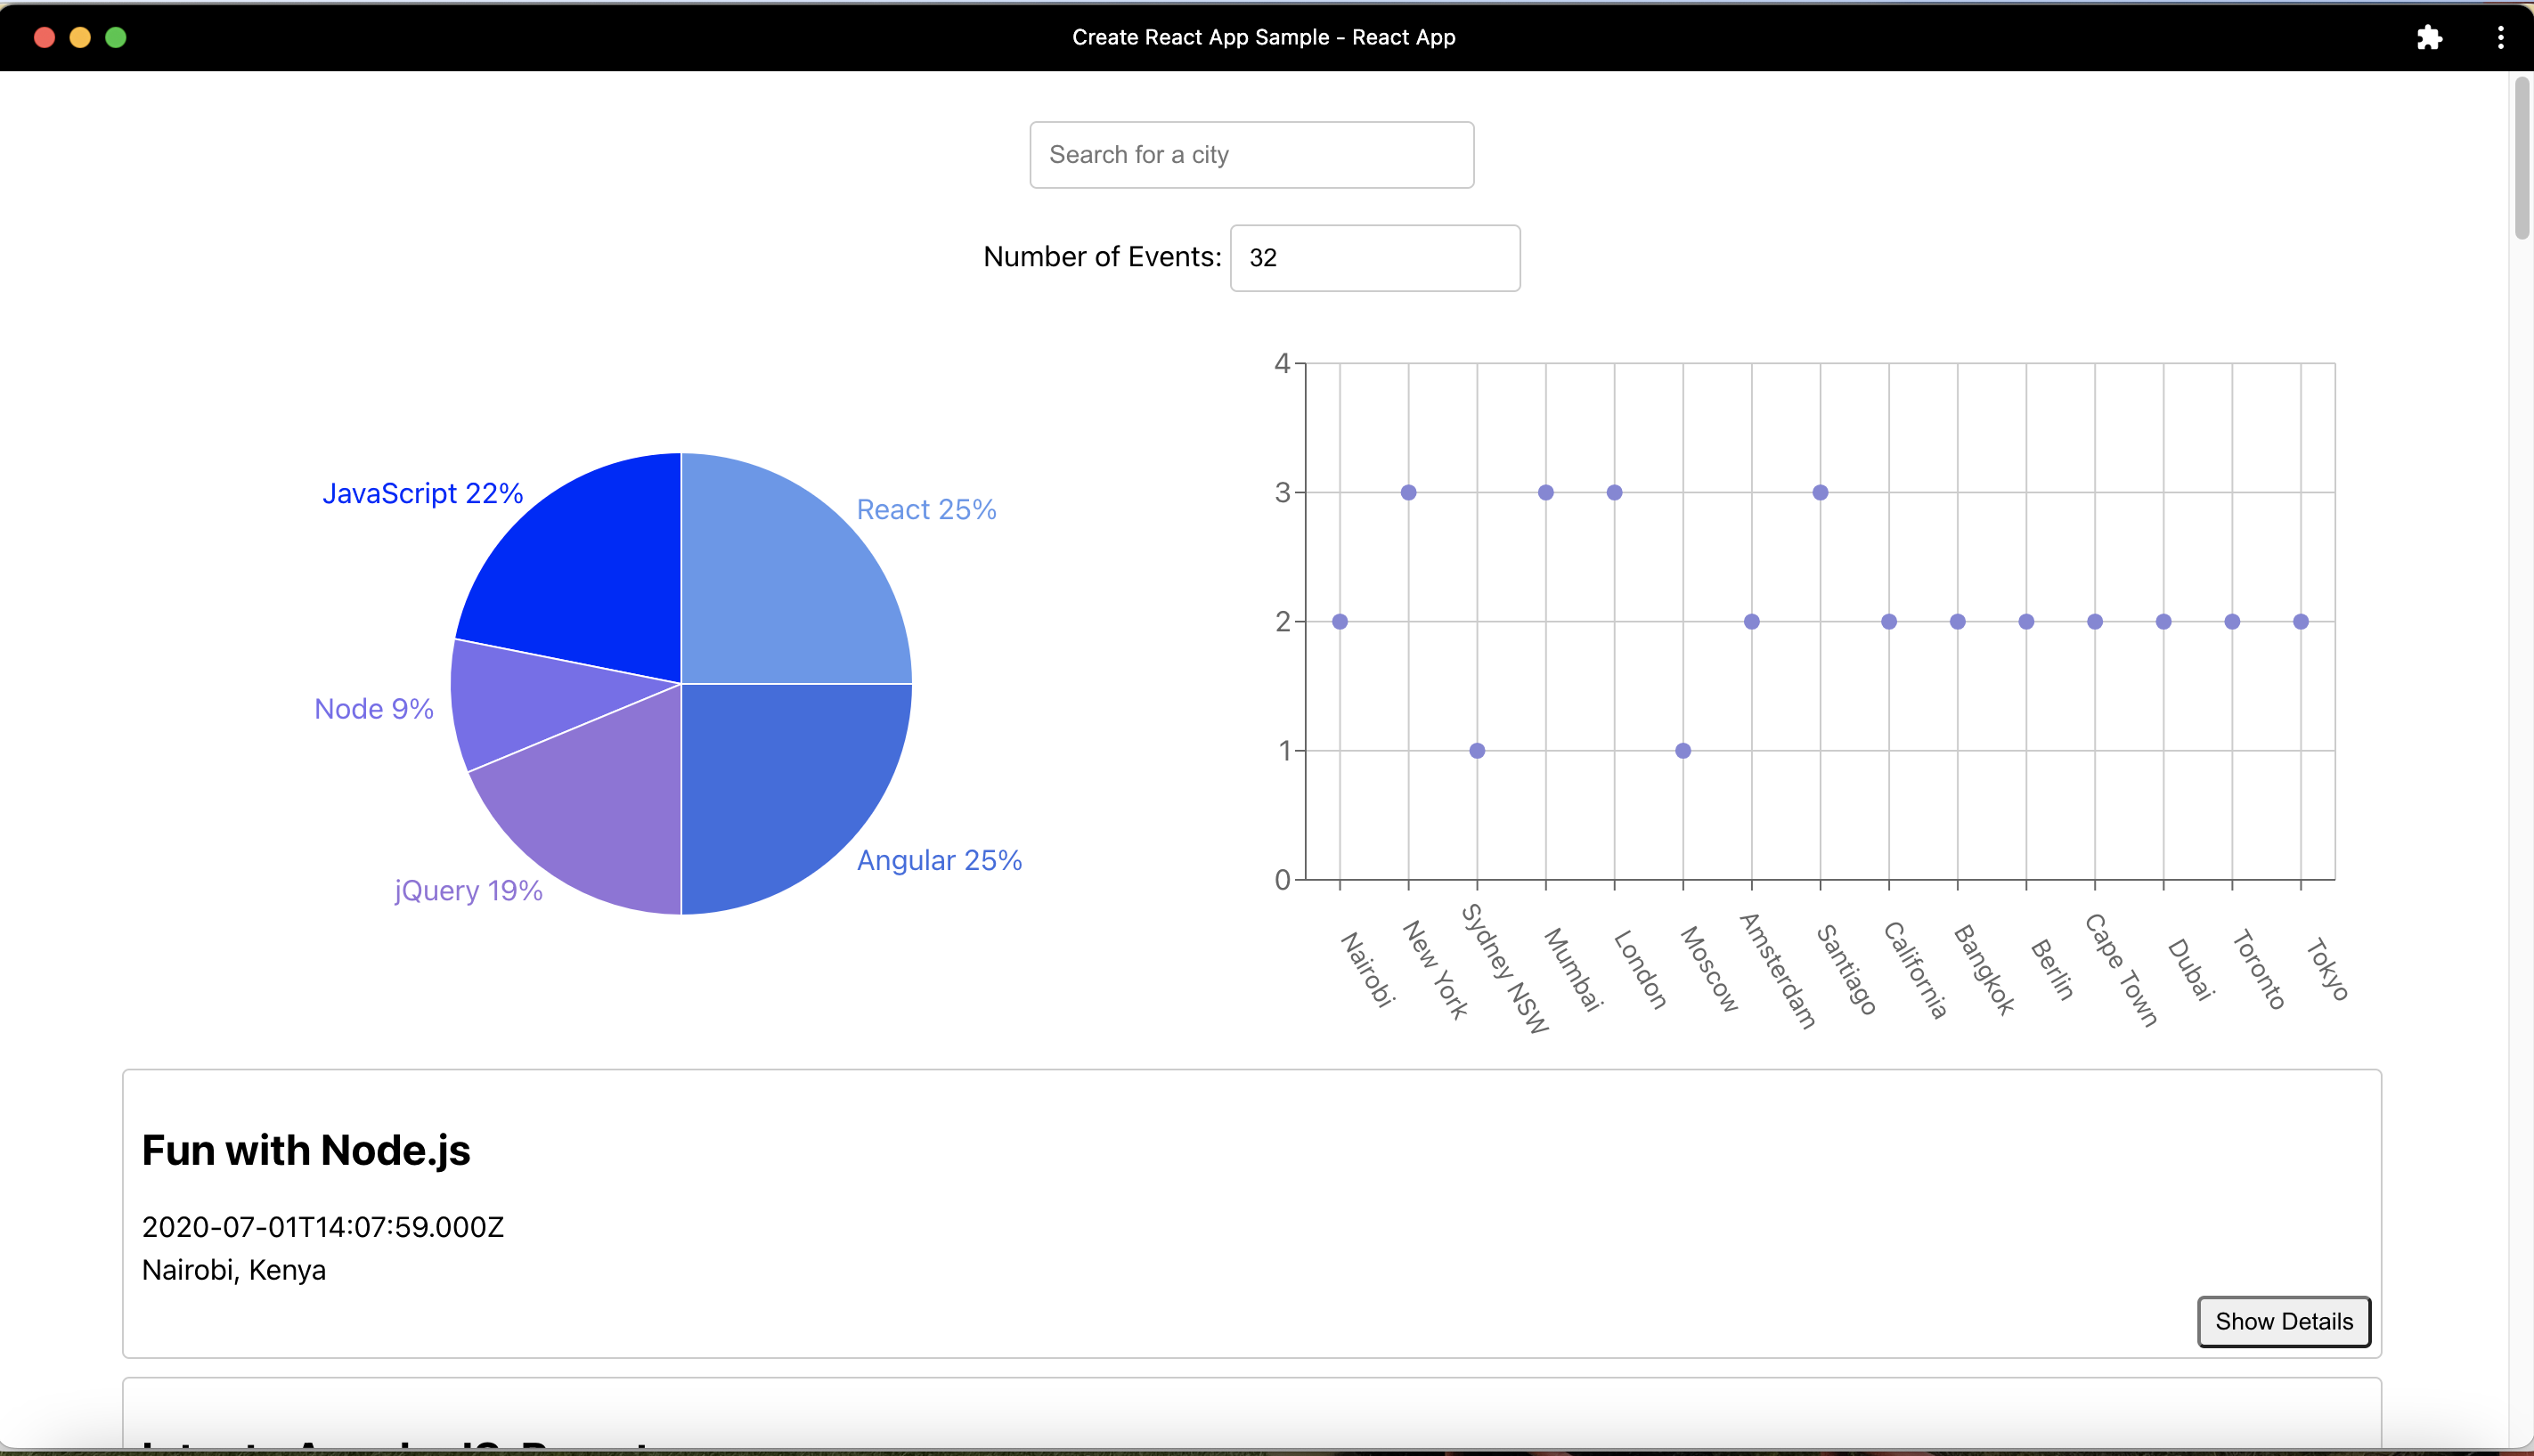 Create React App Sample - React App
Search for a city
Number of Events: 32
JavaScript 22%
React 25%
Node 9%
Angular 25%
jQuery 19%
4
3
2
1
0
Nairobi
New York
Sydney NSW
Mumbai
London
Moscow
Amsterdam
Santiago
California
Bangkok
Berlin
Cape Town
Dubai
Toronto
Tokyo
Fun with Node.js
2020-07-01T14:07:59.000Z
Nairobi, Kenya
Show Details